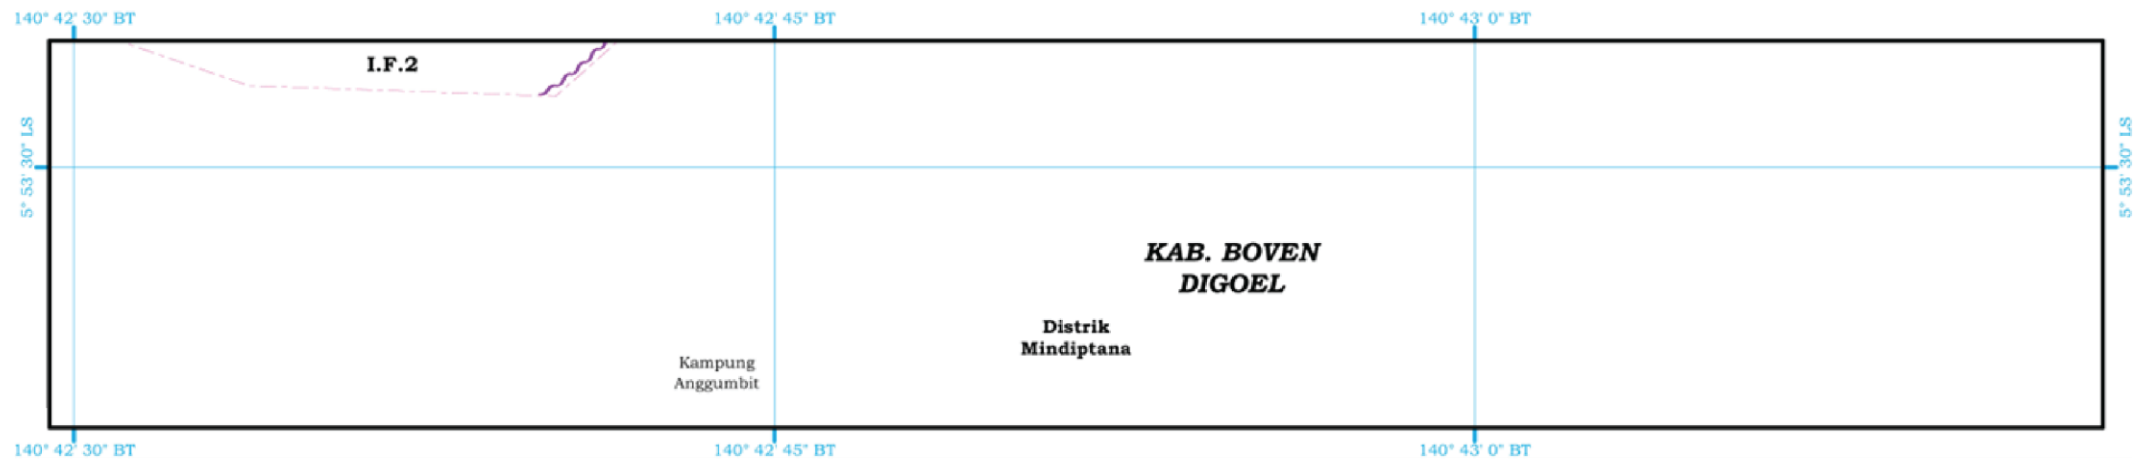 140° 42' 30" BT
140° 42' 45" BT
140° 43' 0" BT
I.F.2
5° 53' 30" LS
5° 53' 30" LS
KAB. BOVEN
DIGOEL
Distrik
Mindiptana
Kampung
Anggumbit
140° 42' 30" BT
140° 42' 45" BT
140° 43' 0" BT